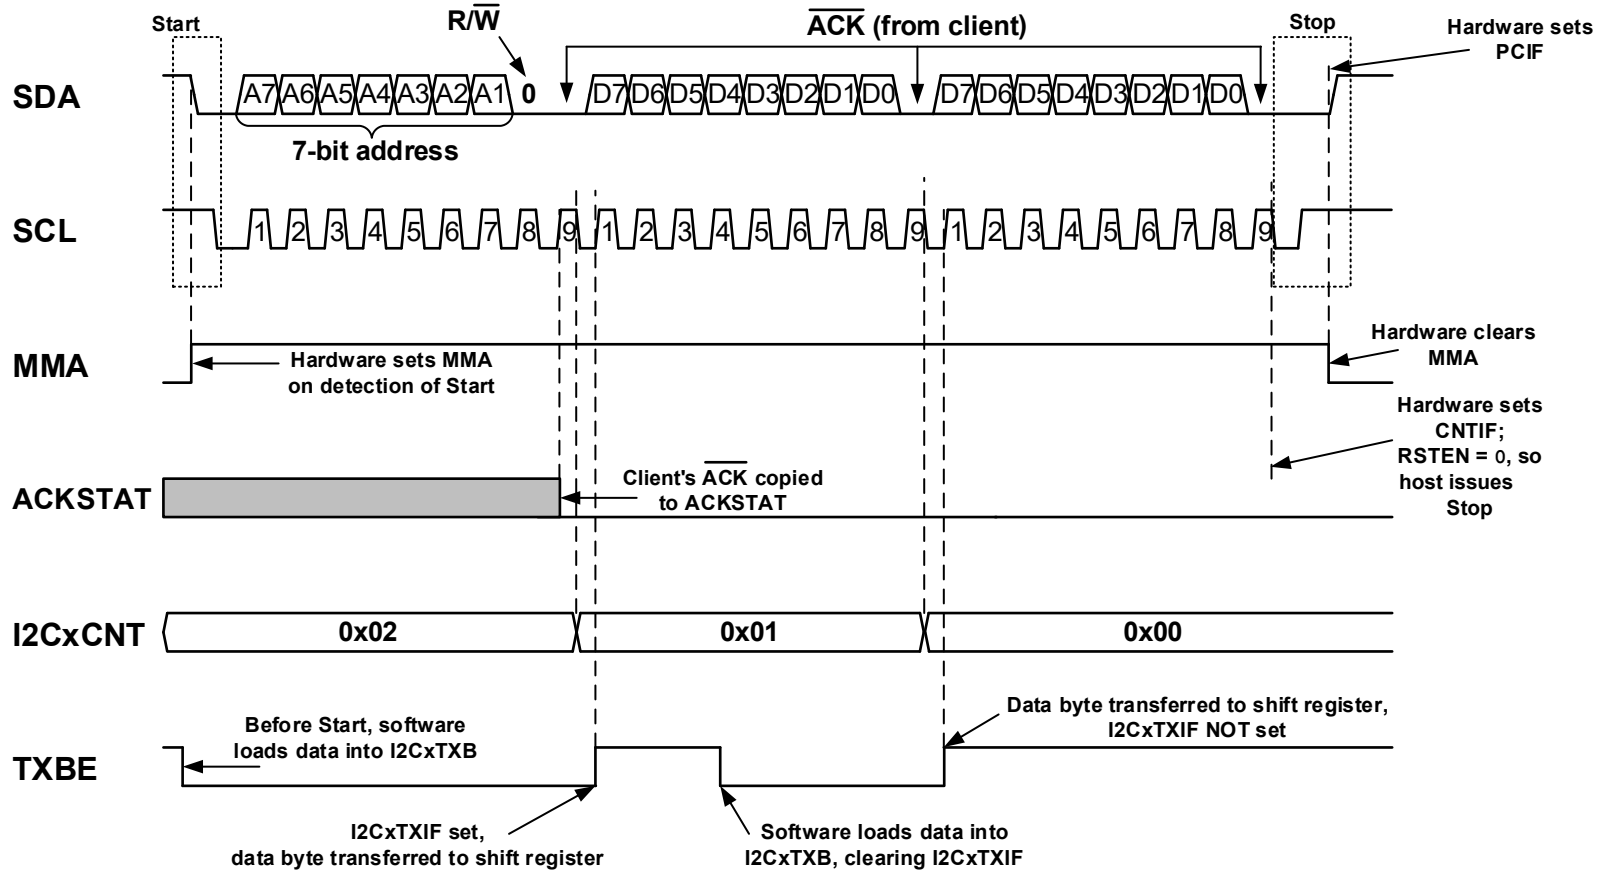 Start
R/W
ACK (from client)
Stop
Hardware sets
PCIF
SDA
A7 A6 A5 A4 A3 A2 A1 0 D7 D6 D5 D4 D3 D2 D1 D0 D7 D6 D5 D4 D3 D2 D1 D0
7-bit address
SCL
1 2 3 4 5 6 7 8 9 1 2 3 4 5 6 7 8 9 1 2 3 4 5 6 7 8 9
MMA
Hardware sets MMA
on detection of Start
Hardware clears
MMA
Hardware sets
CNTIF;
RSTEN = 0, so
host issues
Stop
ACKSTAT
Client's ACK copied
to ACKSTAT
I2CxCNT
0x02 0x01 0x00
TXBE
Before Start, software
loads data into I2CxTXB
Data byte transferred to shift register,
I2CxTXIF NOT set
I2CxTXIF set,
data byte transferred to shift register
Software loads data into
I2CxTXB, clearing I2CxTXIF